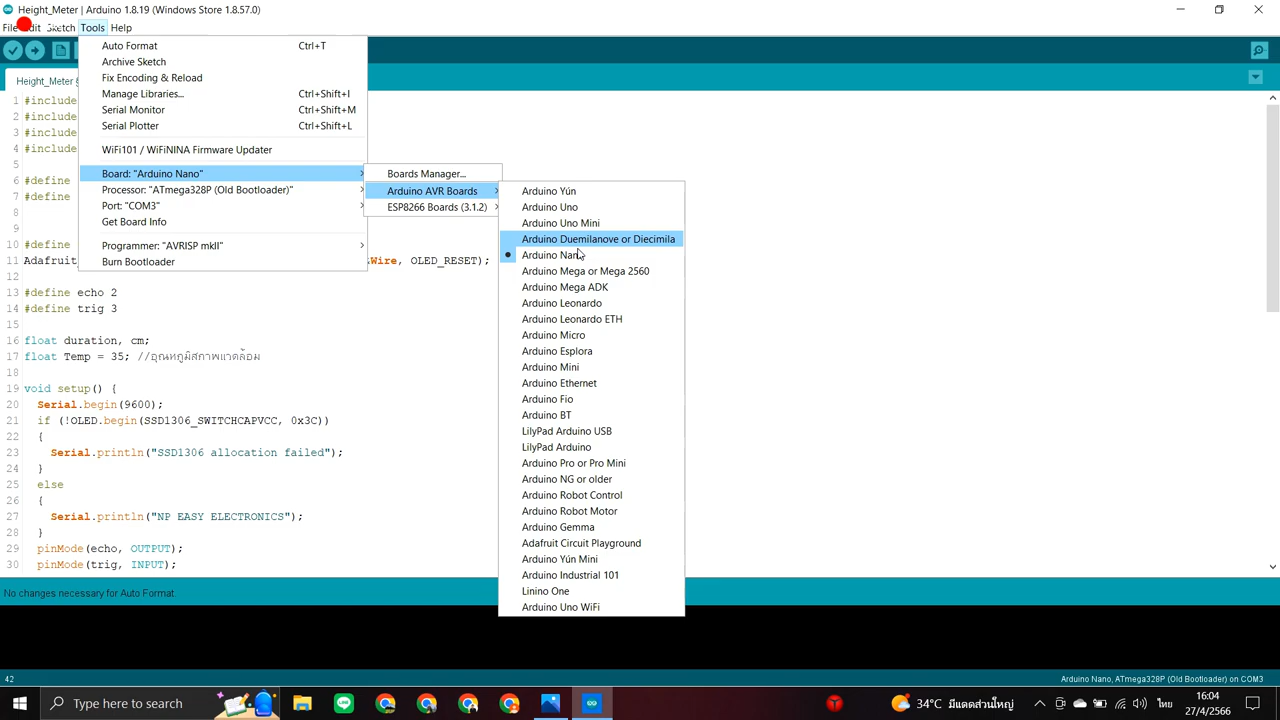 Height_Meter | Arduino 1.8.19 (Windows Store 1.8.57.0)
Sketch Tools Help
Height_Meter
Auto Format Ctrl+T
Archive Sketch
Fix Encoding & Reload
Manage Libraries... Ctrl+Shift+I
Serial Monitor Ctrl+Shift+M
Serial Plotter Ctrl+Shift+L
WiFi101 / WiFiNINA Firmware Updater
Board: "Arduino Nano"
Processor: "ATmega328P (Old Bootloader)"
Port: "COM3"
Get Board Info
Programmer: "AVRISP mkII"
Burn Bootloader
Boards Manager...
Arduino AVR Boards
ESP8266 Boards (3.1.2)
Arduino Yún
Arduino Uno
Arduino Uno Mini
Arduino Duemilanove or Diecimila
Arduino Nano
Arduino Mega or Mega 2560
Arduino Mega ADK
Arduino Leonardo
Arduino Leonardo ETH
Arduino Micro
Arduino Esplora
Arduino Mini
Arduino Ethernet
Arduino Fio
Arduino BT
LilyPad Arduino USB
LilyPad Arduino
Arduino Pro or Pro Mini
Arduino NG or older
Arduino Robot Control
Arduino Robot Motor
Arduino Gemma
Adafruit Circuit Playground
Arduino Yún Mini
Arduino Industrial 101
Linino One
Arduino Uno WiFi
1 #include
2 #include
3 #include
4 #include
5
6 #define
7 #define
8
9
10 #define
11 Adafruit &Wire, OLED_RESET);
12
13 #define echo 2
14 #define trig 3
15
16 float duration, cm;
17 float Temp = 35; //อุณหภูมิสภาพแวดล้อม
18
19 void setup() {
20 Serial.begin(9600);
21 if (!OLED.begin(SSD1306_SWITCHCAPVCC, 0x3C))
22 {
23 Serial.println("SSD1306 allocation failed");
24 }
25 else
26 {
27 Serial.println("NP EASY ELECTRONICS");
28 }
29 pinMode(echo, OUTPUT);
30 pinMode(trig, INPUT);
No changes necessary for Auto Format.
42 Arduino Nano, ATmega328P (Old Bootloader) on COM3
Type here to search
34°C มีแดดส่วนใหญ่
ไทย
16:04
27/4/2566